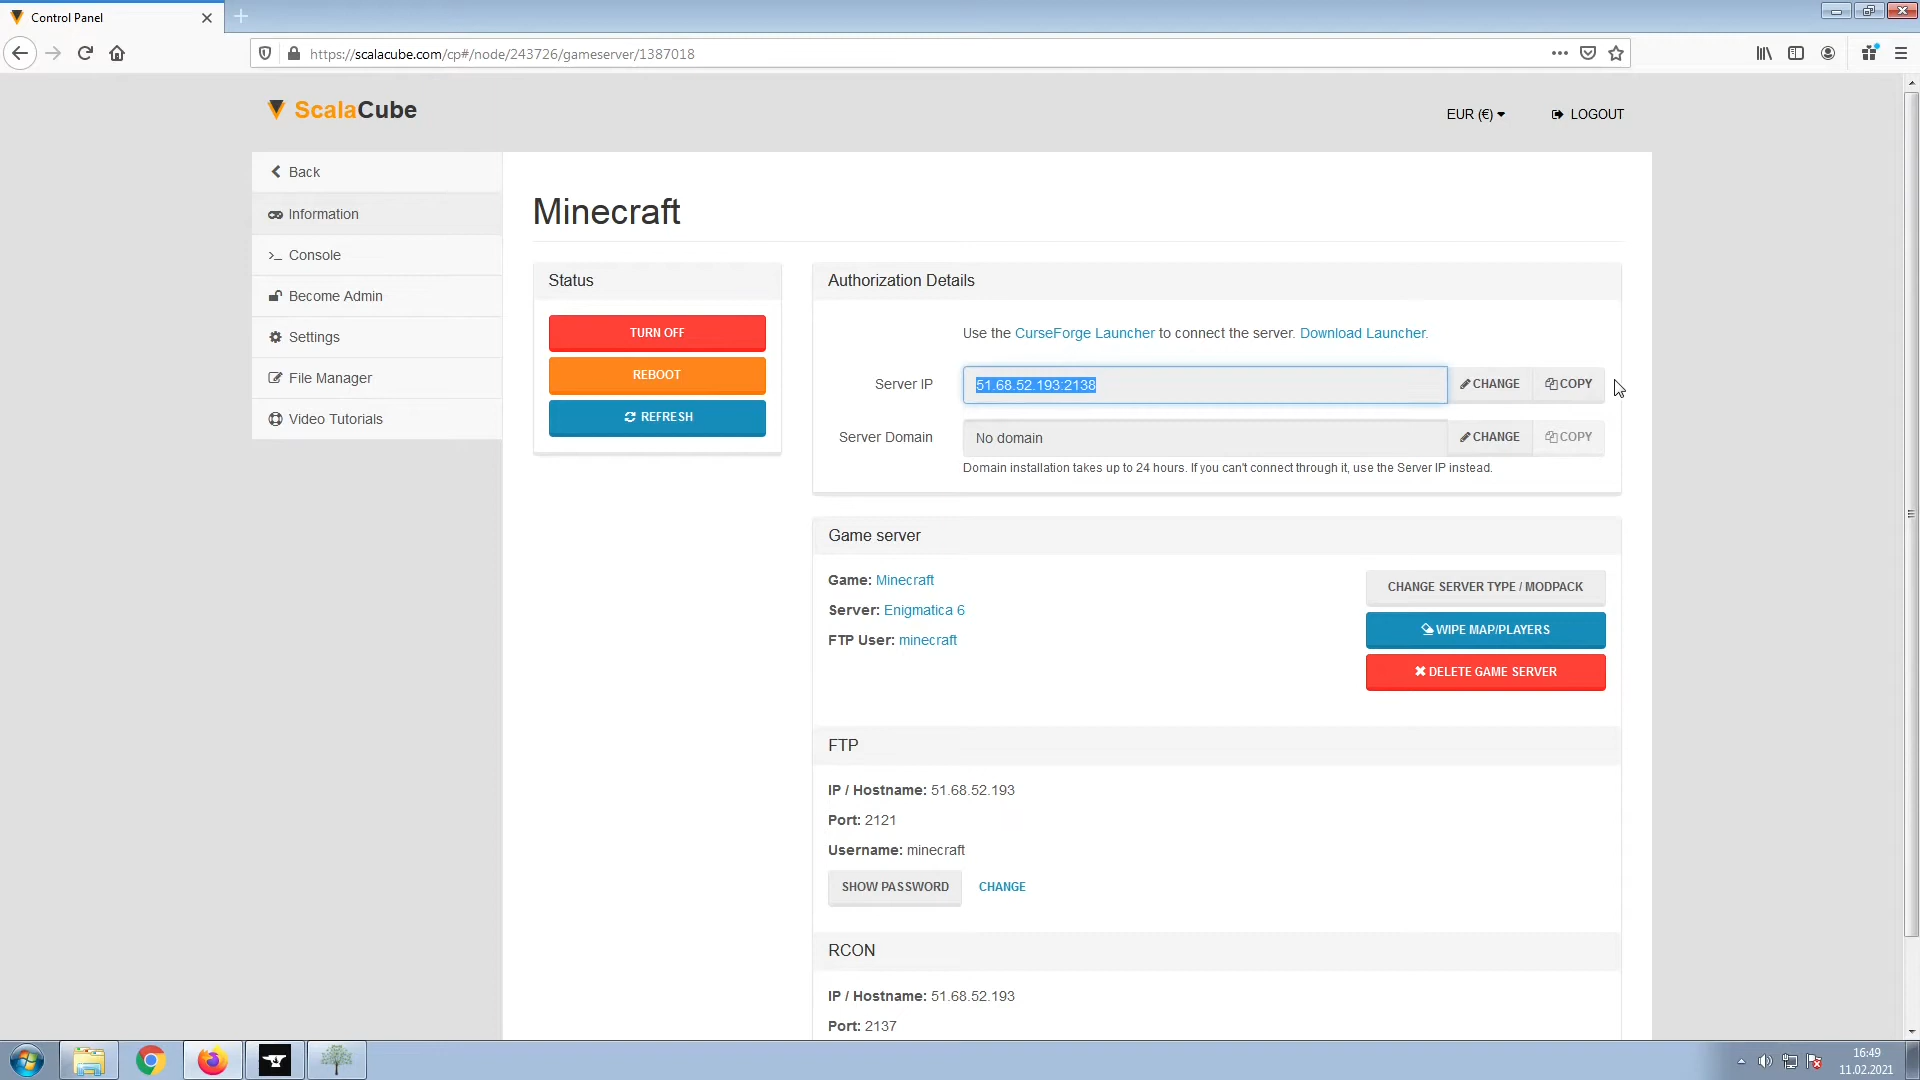 Control Panel
https://scalacube.com/cp#/node/243726/gameserver/1387018
ScalaCube
EUR (€)
LOGOUT
Back
Information
Console
Become Admin
Settings
File Manager
Video Tutorials
Minecraft
Status
TURN OFF
REBOOT
REFRESH
Authorization Details
Use the CurseForge Launcher to connect the server. Download Launcher.
Server IP
51.68.52.193:2138
CHANGE
COPY
Server Domain
No domain
CHANGE
COPY
Domain installation takes up to 24 hours. If you can't connect through it, use the Server IP instead.
Game server
Game: Minecraft
Server: Enigmatica 6
FTP User: minecraft
CHANGE SERVER TYPE / MODPACK
WIPE MAP/PLAYERS
DELETE GAME SERVER
FTP
IP / Hostname: 51.68.52.193
Port: 2121
Username: minecraft
SHOW PASSWORD
CHANGE
RCON
IP / Hostname: 51.68.52.193
Port: 2137
16:49
11.02.2021